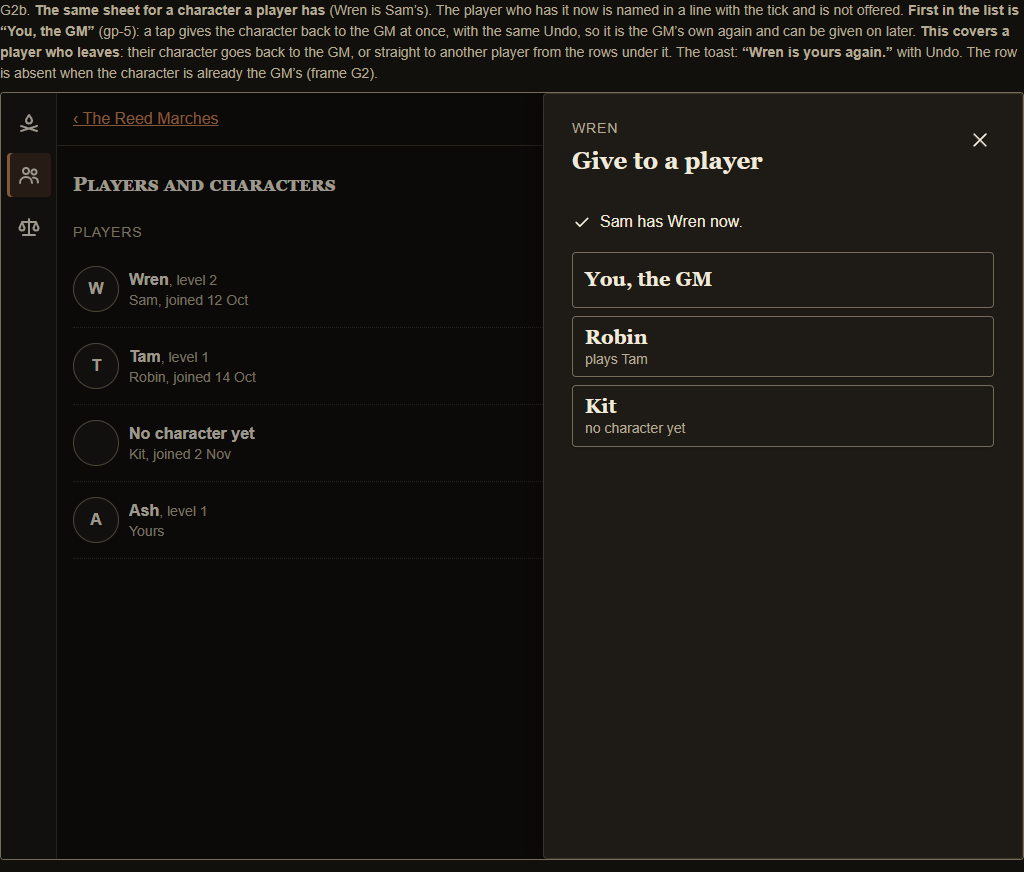 G2b. The same sheet for a character a player has (Wren is Sam’s). The player who has it now is named in a line with the tick and is not offered. First in the list is
“You, the GM” (gp-5): a tap gives the character back to the GM at once, with the same Undo, so it is the GM’s own again and can be given on later. This covers a
player who leaves: their character goes back to the GM, or straight to another player from the rows under it. The toast: “Wren is yours again.” with Undo. The row
is absent when the character is already the GM’s (frame G2).
‹ The Reed Marches
Players and characters
PLAYERS
W
Wren, level 2
Sam, joined 12 Oct
T
Tam, level 1
Robin, joined 14 Oct
No character yet
Kit, joined 2 Nov
A
Ash, level 1
Yours
WREN
Give to a player
Sam has Wren now.
You, the GM
Robin
plays Tam
Kit
no character yet